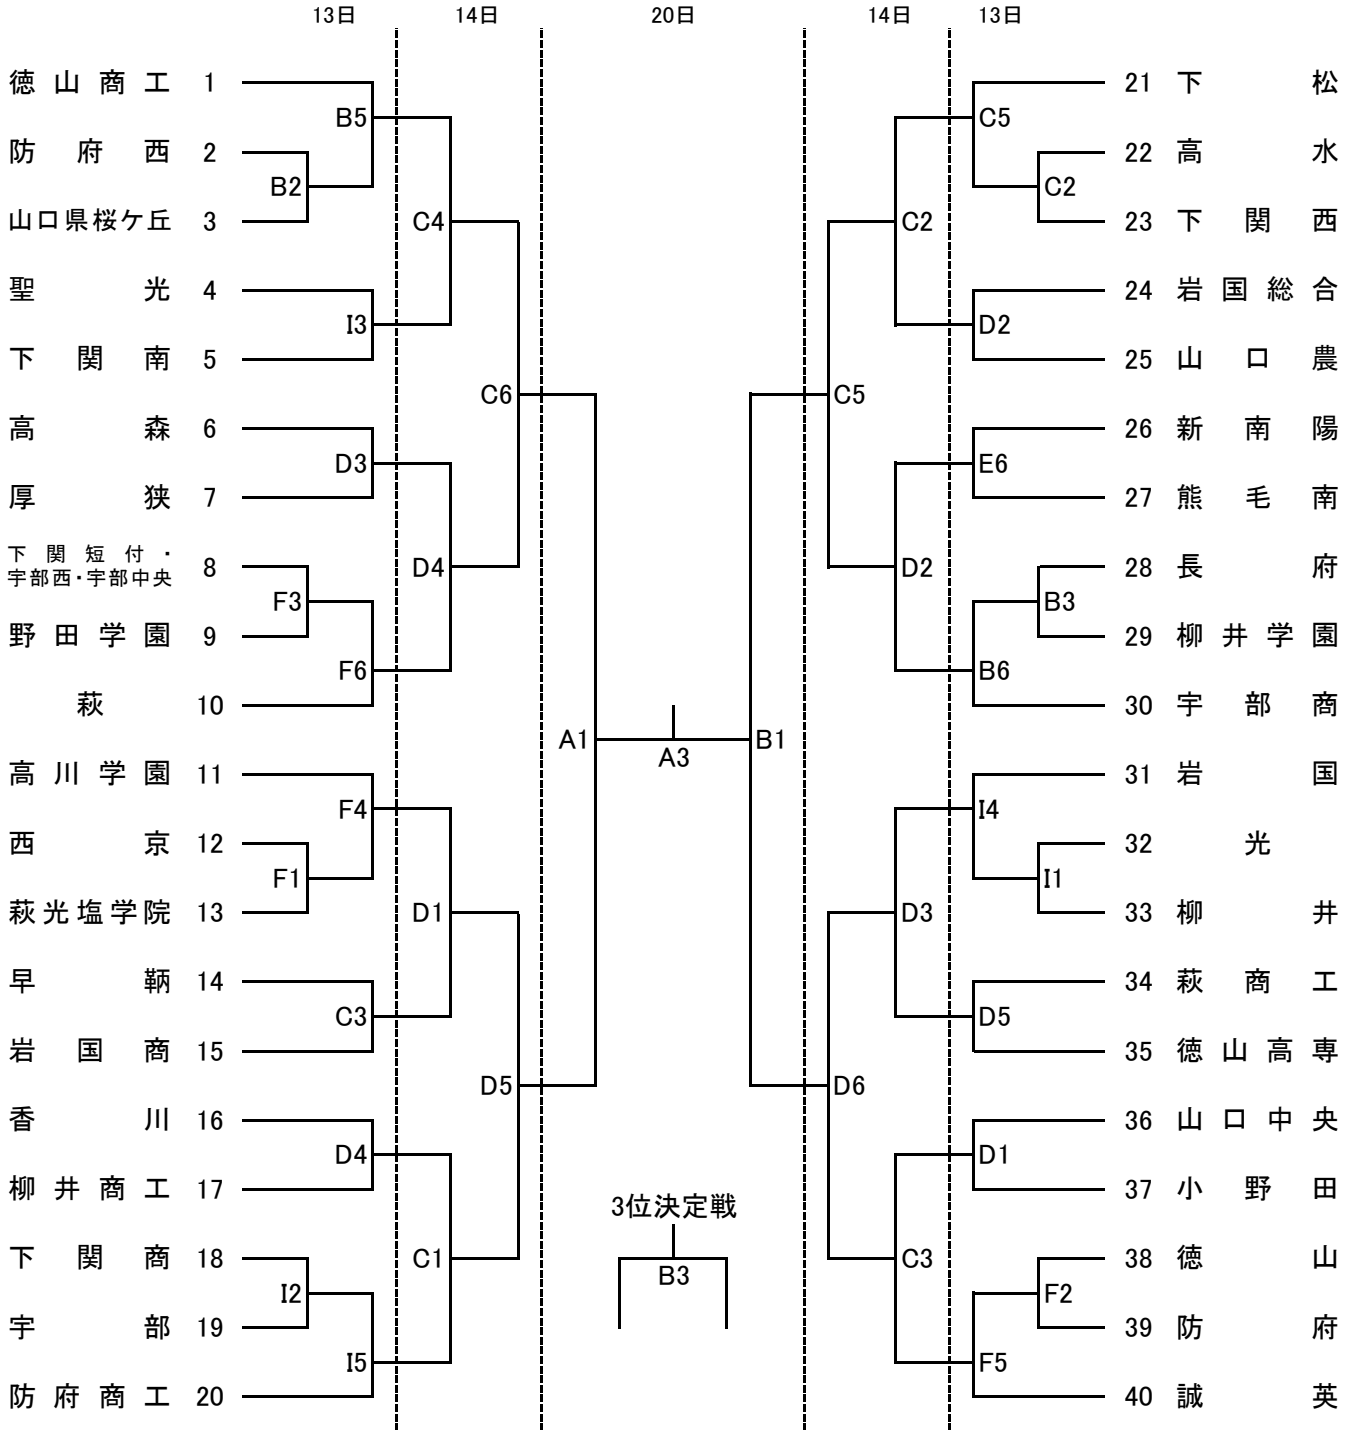 13日 14日 20日 14日 13日
徳山商工 1
B5
防府西 2
B2
山口県桜ケ丘 3
C4
聖光 4
I3
下関南 5
C6
高森 6
D3
厚狭 7
下関短付・
宇部西・宇部中央 8
D4
F3
野田学園 9
F6
萩 10
A1
高川学園 11
F4
西京 12
F1
萩光塩学院 13
D1
早鞆 14
C3
岩国商 15
D5
香川 16
D4
柳井商工 17
下関商 18
C1
I2
宇部 19
I5
防府商工 20
A3
3位決定戦
B3
21 下松
C5
22 高水
C2
23 下関西
C2
24 岩国総合
D2
25 山口農
C5
26 新南陽
E6
27 熊毛南
28 長府
D2
B3
29 柳井学園
B6
30 宇部商
B1
31 岩国
I4
32 光
I1
33 柳井
D3
34 萩商工
D5
35 徳山高専
D6
36 山口中央
D1
37 小野田
38 徳山
C3
F2
39 防府
F5
40 誠英